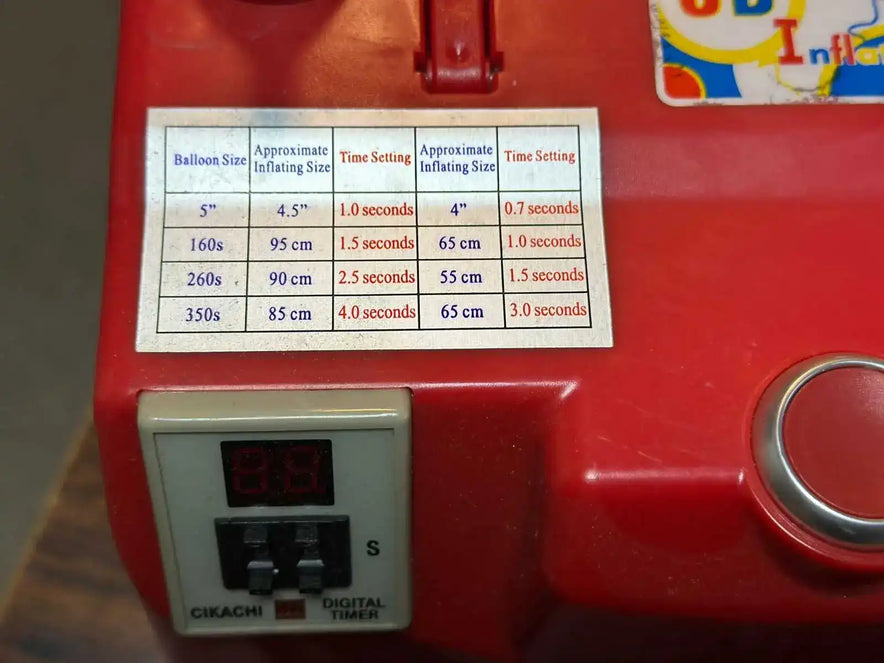 Inflat
Balloon Size Approximate Inflating Size Time Setting Approximate Inflating Size Time Setting
5” 4.5” 1.0 seconds 4” 0.7 seconds
160s 95 cm 1.5 seconds 65 cm 1.0 seconds
260s 90 cm 2.5 seconds 55 cm 1.5 seconds
350s 85 cm 4.0 seconds 65 cm 3.0 seconds
S
CIKACHI DIGITAL
TIMER